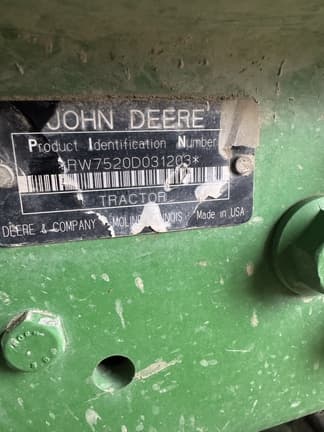 JOHN DEERE
Product Identification Number
RW7520D031203*
TRACTOR
DEERE & COMPANY MOLINE, ILLINOIS Made in USA